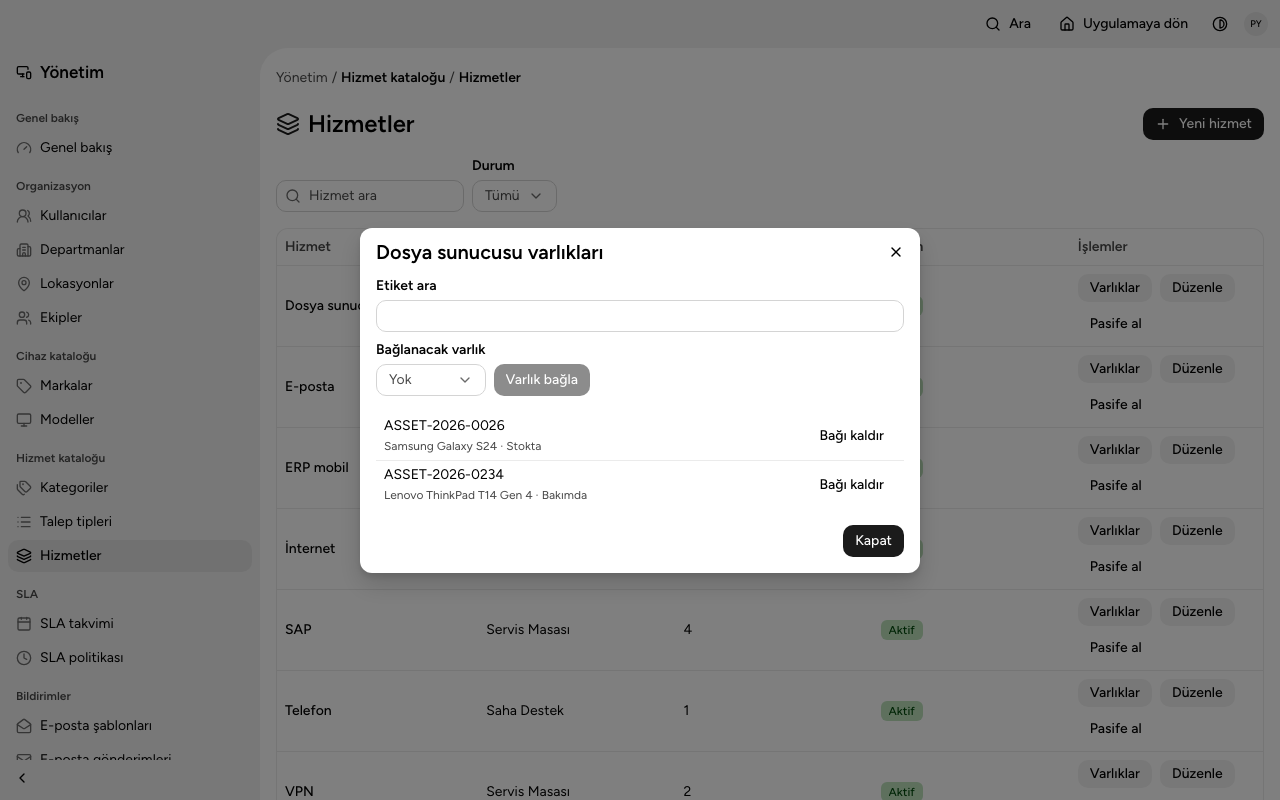 Ara
Uygulamaya dön
PY
Yönetim
Genel bakış
Genel bakış
Organizasyon
Kullanıcılar
Departmanlar
Lokasyonlar
Ekipler
Cihaz kataloğu
Markalar
Modeller
Hizmet kataloğu
Kategoriler
Talep tipleri
Hizmetler
SLA
SLA takvimi
SLA politikası
Bildirimler
E-posta şablonları
E-posta gönderimleri
Yönetim / Hizmet kataloğu / Hizmetler
Hizmetler
Yeni hizmet
Durum
Hizmet ara
Tümü
Hizmet
İşlemler
Dosya sunuc
Varlıklar Düzenle
Pasife al
E-posta
Varlıklar Düzenle
Pasife al
ERP mobil
Varlıklar Düzenle
Pasife al
İnternet
Varlıklar Düzenle
Pasife al
SAP Servis Masası 4 Aktif
Varlıklar Düzenle
Pasife al
Telefon Saha Destek 1 Aktif
Varlıklar Düzenle
Pasife al
VPN Servis Masası 2 Aktif
Varlıklar Düzenle
Dosya sunucusu varlıkları
Etiket ara
Bağlanacak varlık
Yok
Varlık bağla
ASSET-2026-0026
Samsung Galaxy S24 · Stokta
Bağı kaldır
ASSET-2026-0234
Lenovo ThinkPad T14 Gen 4 · Bakımda
Bağı kaldır
Kapat